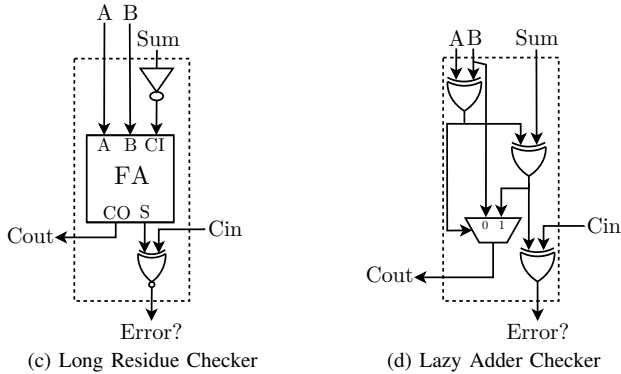 A B
Sum
A B CI
FA
CO S
Cout
Cin
Error?
(c) Long Residue Checker
A B
Sum
0 1
Cin
Cout
Error?
(d) Lazy Adder Checker